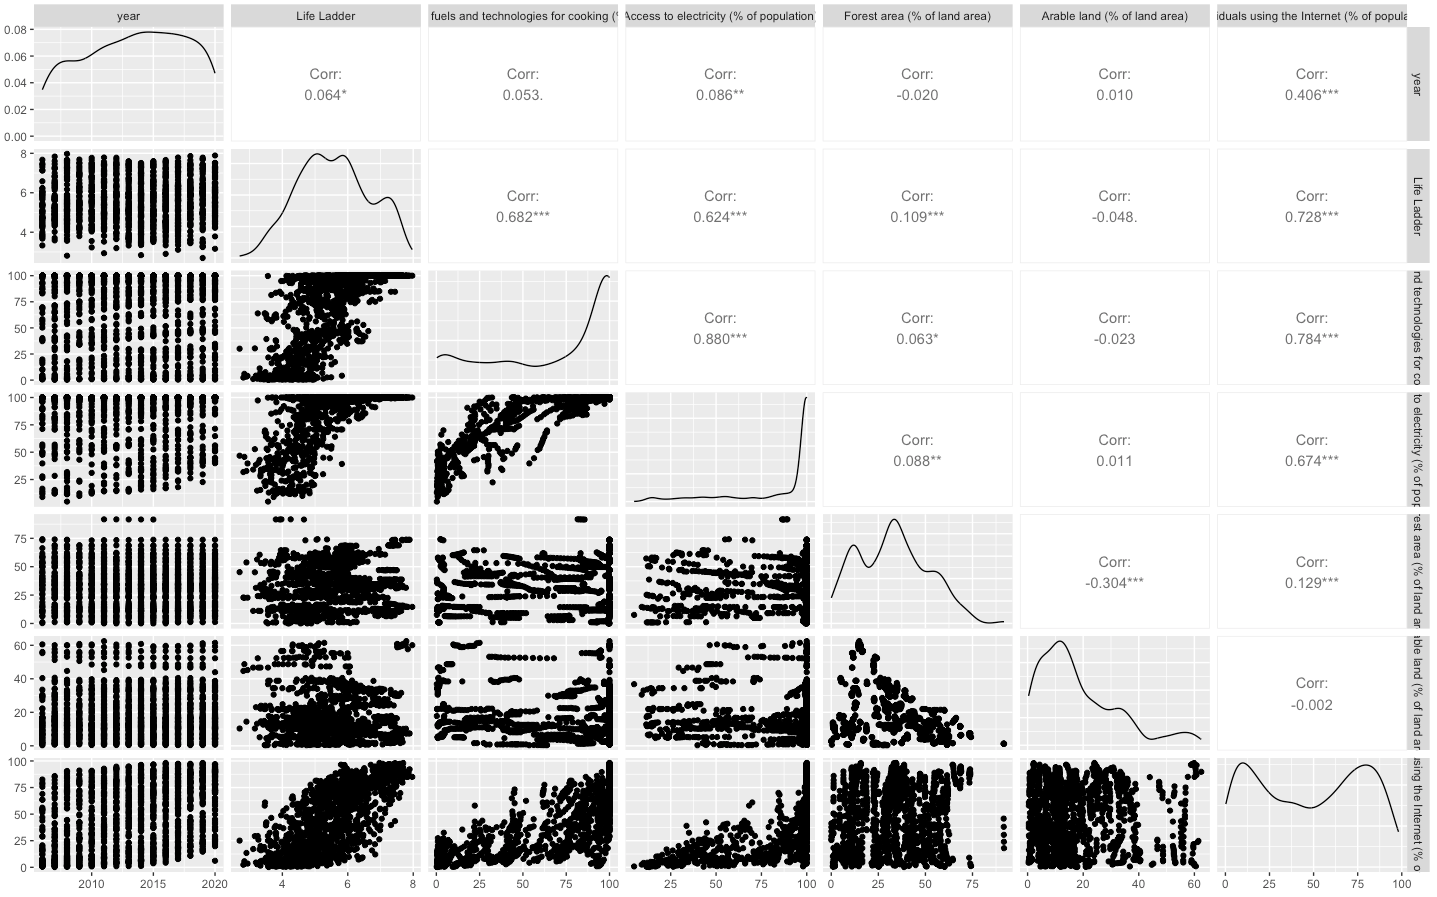 year Life Ladder fuels and technologies for cooking (% Access to electricity (% of population) Forest area (% of land area) Arable land (% of land area) iduals using the Internet (% of popula
0.08
0.06
0.04
0.02
0.00
Corr: Corr: Corr: Corr: Corr: Corr:
0.064* 0.053. 0.086** -0.020 0.010 0.406***
year
8
6
4
Corr: Corr: Corr: Corr: Corr:
0.682*** 0.624*** 0.109*** -0.048. 0.728***
Life Ladder
100
75
50
25
0
Corr: Corr: Corr: Corr:
0.880*** 0.063* -0.023 0.784***
nd technologies for co
100
75
50
25
Corr: Corr: Corr:
0.088** 0.011 0.674***
to electricity (% of pop
75
50
25
0
Corr: Corr:
-0.304*** 0.129***
rest area (% of land ar
60
40
20
0
Corr:
-0.002
able land (% of land ar
100
75
50
25
0
using the Internet (% o
2010 2015 2020 4 6 8 0 25 50 75 100 25 50 75 100 0 25 50 75 0 20 40 60 0 25 50 75 100